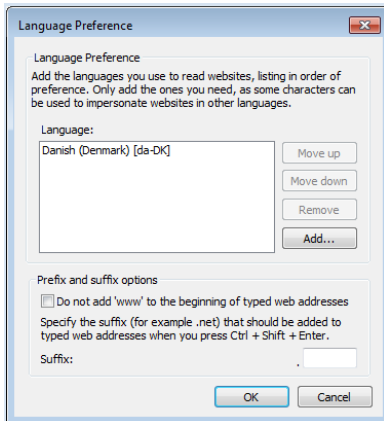 Language Preference
Language Preference
Add the languages you use to read websites, listing in order of
preference. Only add the ones you need, as some characters can
be used to impersonate websites in other languages.
Language:
Danish (Denmark) [da-DK]
Move up
Move down
Remove
Add...
Prefix and suffix options
Do not add 'www' to the beginning of typed web addresses
Specify the suffix (for example .net) that should be added to
typed web addresses when you press Ctrl + Shift + Enter.
Suffix: .
OK Cancel